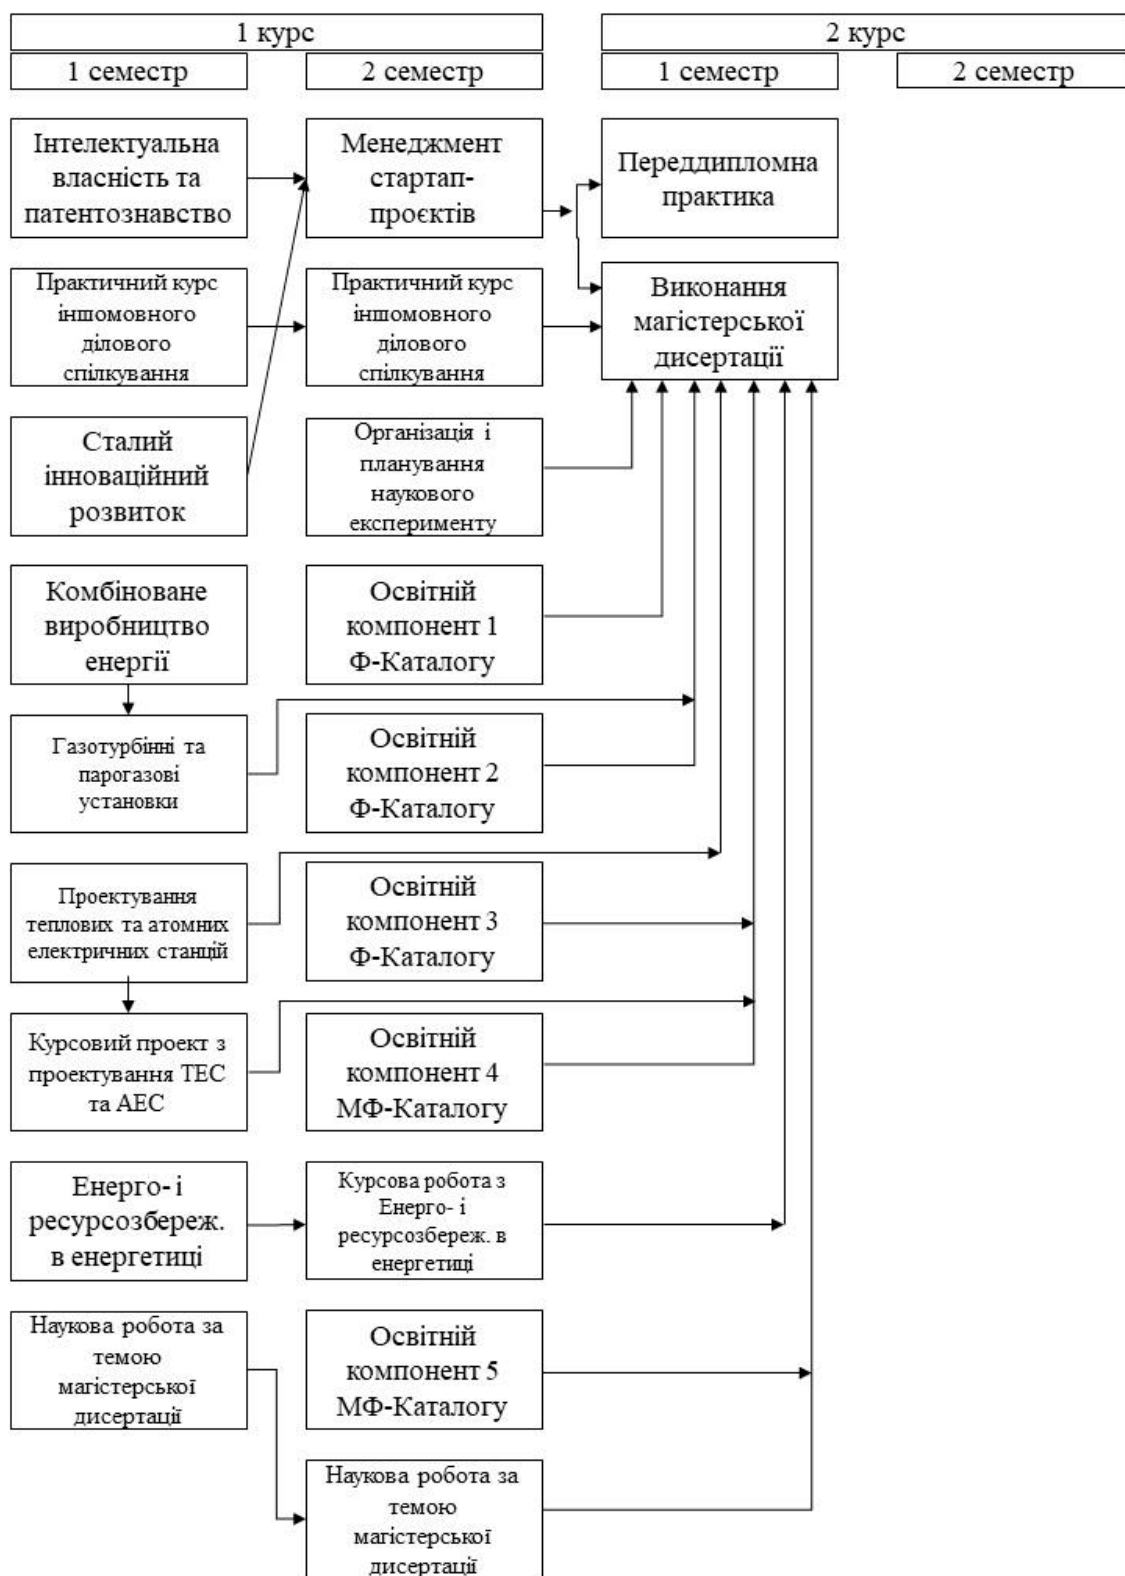 1 курс
2 курс
1 семестр
2 семестр
1 семестр
2 семестр
Інтелектуальна
власність та
патентознавство
Менеджмент
стартап-
проєктів
Переддипломна
практика
Практичний курс
іншомовного
ділового
спілкування
Практичний курс
іншомовного
ділового
спілкування
Виконання
магістерської
дисертації
Сталий
інноваційний
розвиток
Організація і
планування
наукового
експерименту
Комбіноване
виробництво
енергії
Освітній
компонент 1
Ф-Каталогу
Газотурбінні та
парогазові
установки
Освітній
компонент 2
Ф-Каталогу
Проектування
теплових та атомних
електричних станцій
Освітній
компонент 3
Ф-Каталогу
Курсовий проект з
проектування ТЕС
та АЕС
Освітній
компонент 4
МФ-Каталогу
Енерго- і
ресурсозбереж.
в енергетиці
Курсова робота з
Енерго- і
ресурсозбереж. в
енергетиці
Наукова робота за
темою
магістерської
дисертації
Освітній
компонент 5
МФ-Каталогу
Наукова робота за
темою
магістерської
дисертації